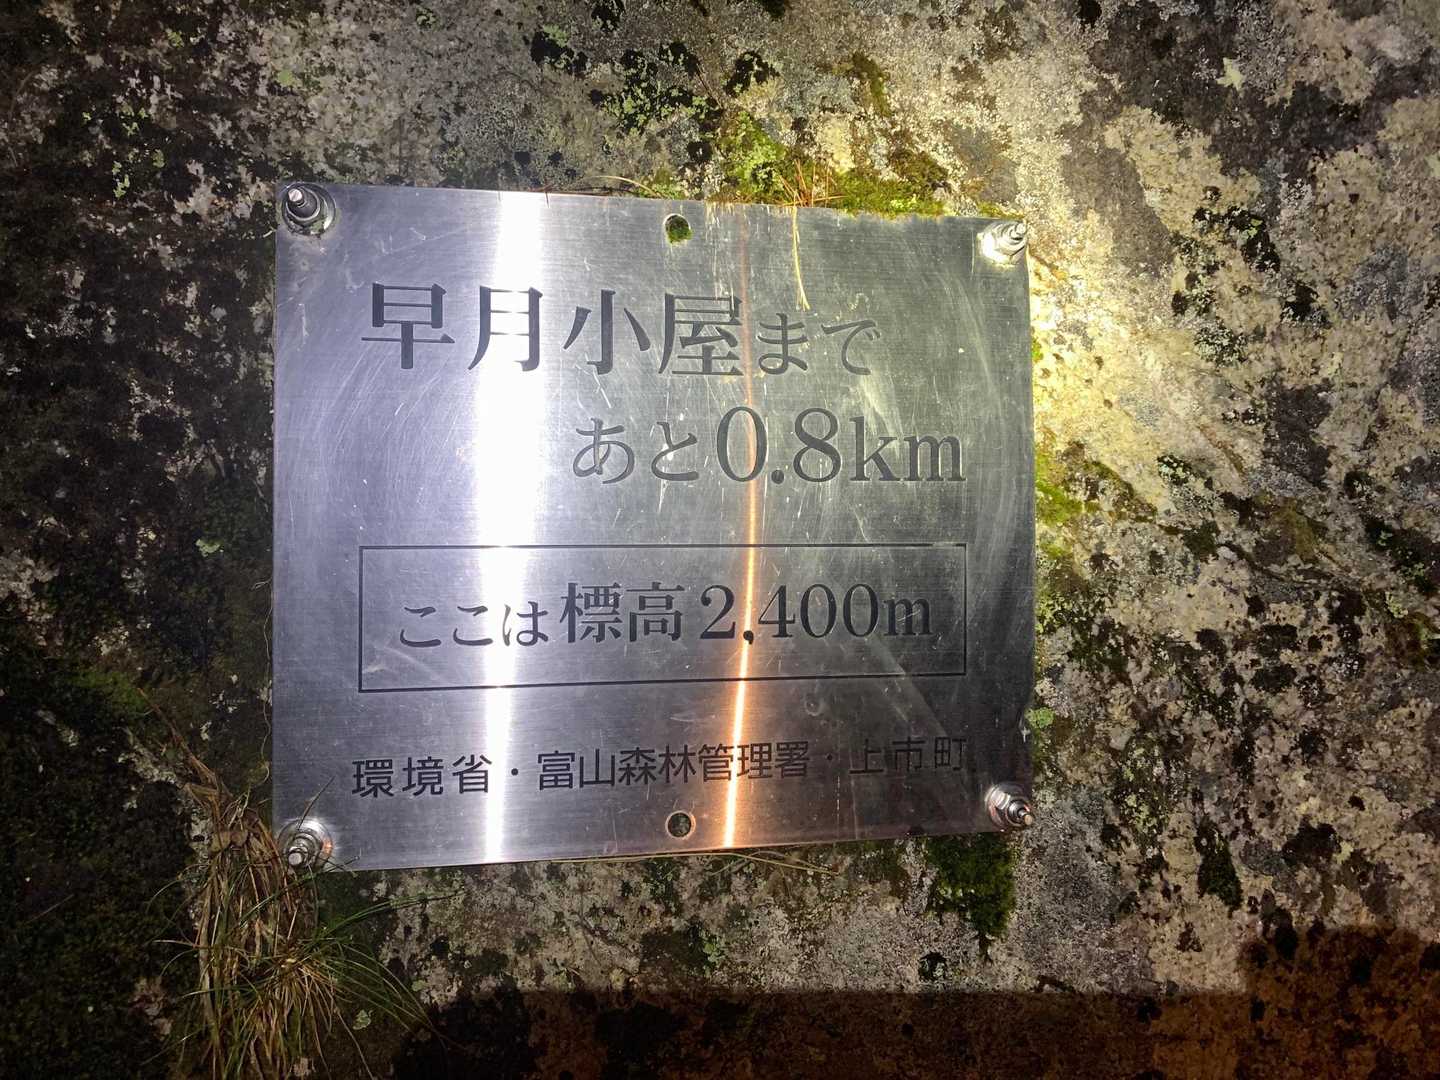 早月小屋まで
あと0.8km
ここは標高2,400m
環境省・富山森林管理署・上市町